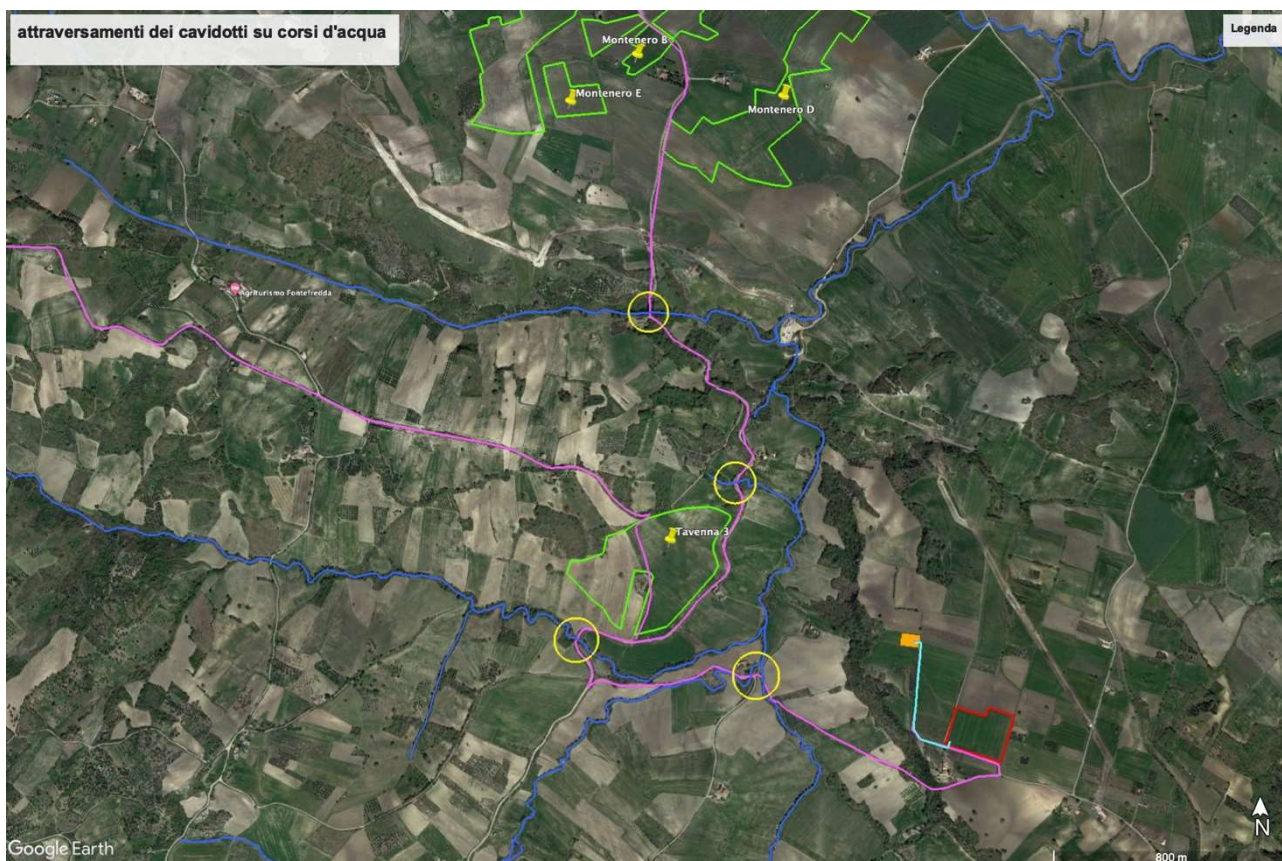 attraversamenti dei cavidotti su corsi d'acqua
Legenda
Montenero B
Montenero E
Montenero D
Agriturismo Fontefredda
Tavenna 3
N
Google Earth
800 m